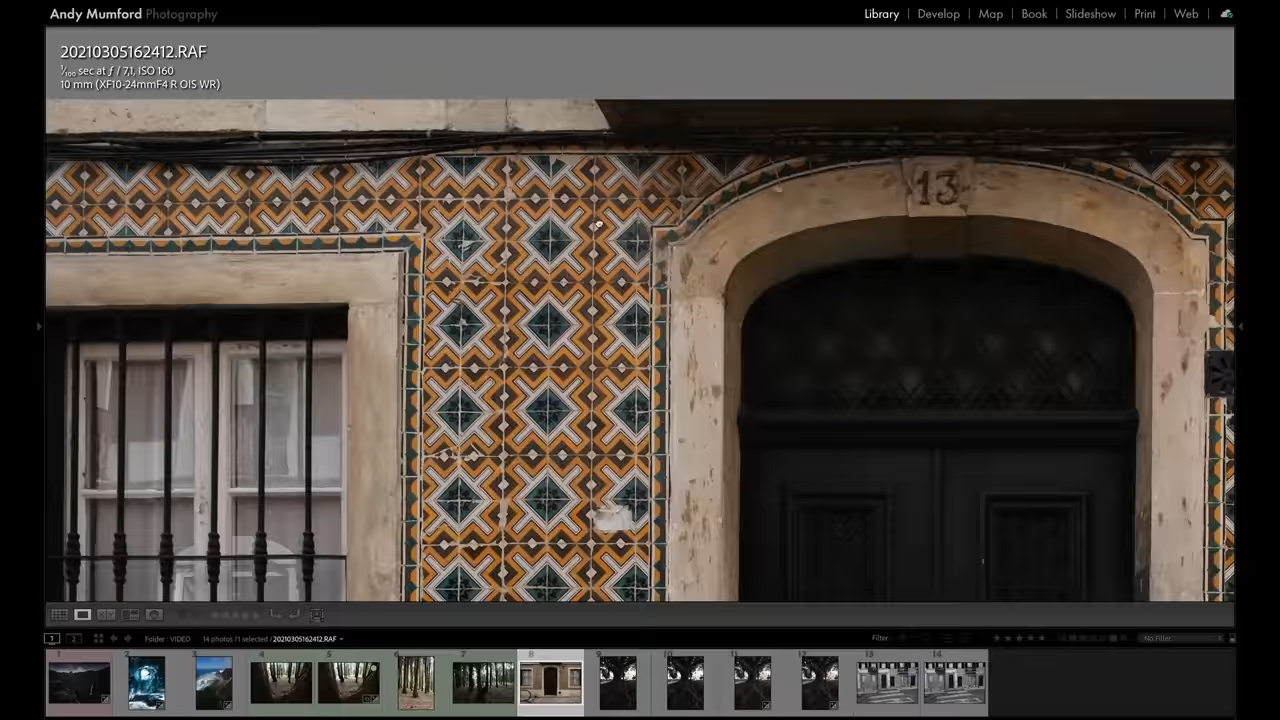 Andy Mumford Photography
Library | Develop | Map | Book | Slideshow | Print | Web |
20210305162412.RAF
1/100 sec at ƒ / 7,1, ISO 160
10 mm (XF10-24mmF4 R OIS WR)
13
1 2 Folder : VIDEO 14 photos /1 selected / 20210305162412.RAF Filter No Filter
1 2 3 4 5 6 7 8 9 10 11 12 13 14